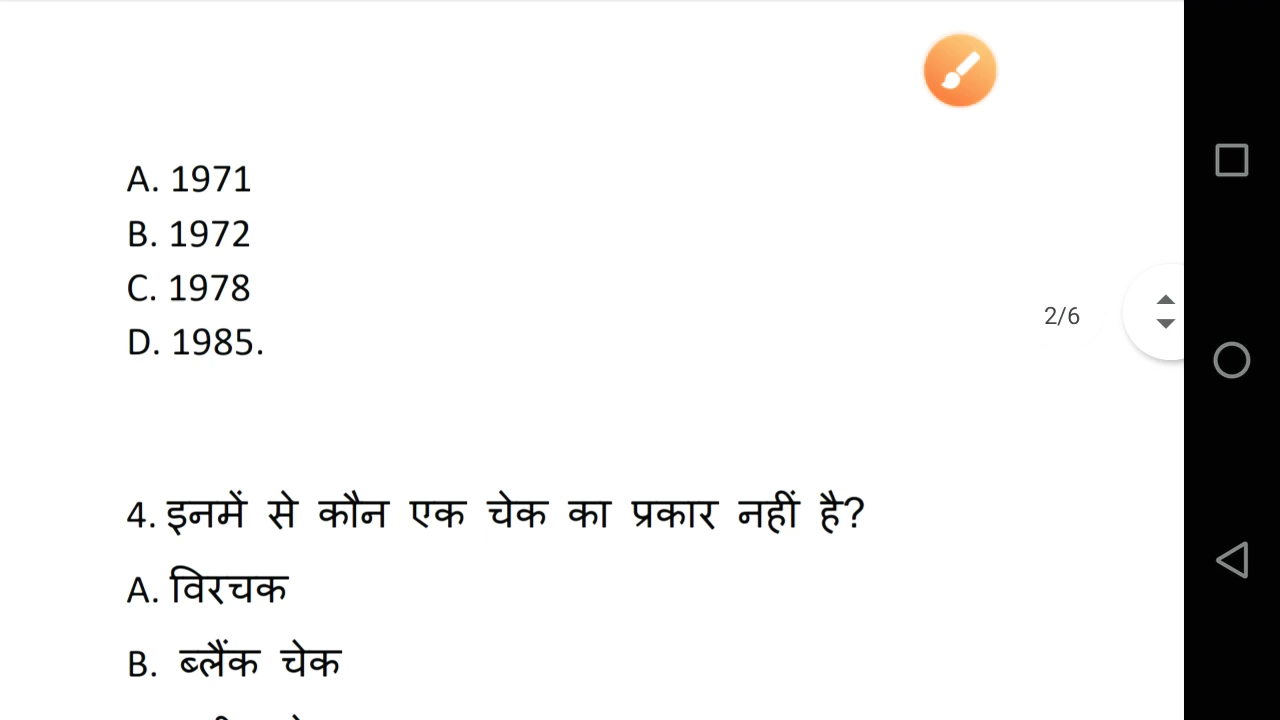 A. 1971
B. 1972
C. 1978
2/6
D. 1985.
4. इनमें से कौन एक चेक का प्रकार नहीं है?
A. विरचक
B. ब्लैंक चेक